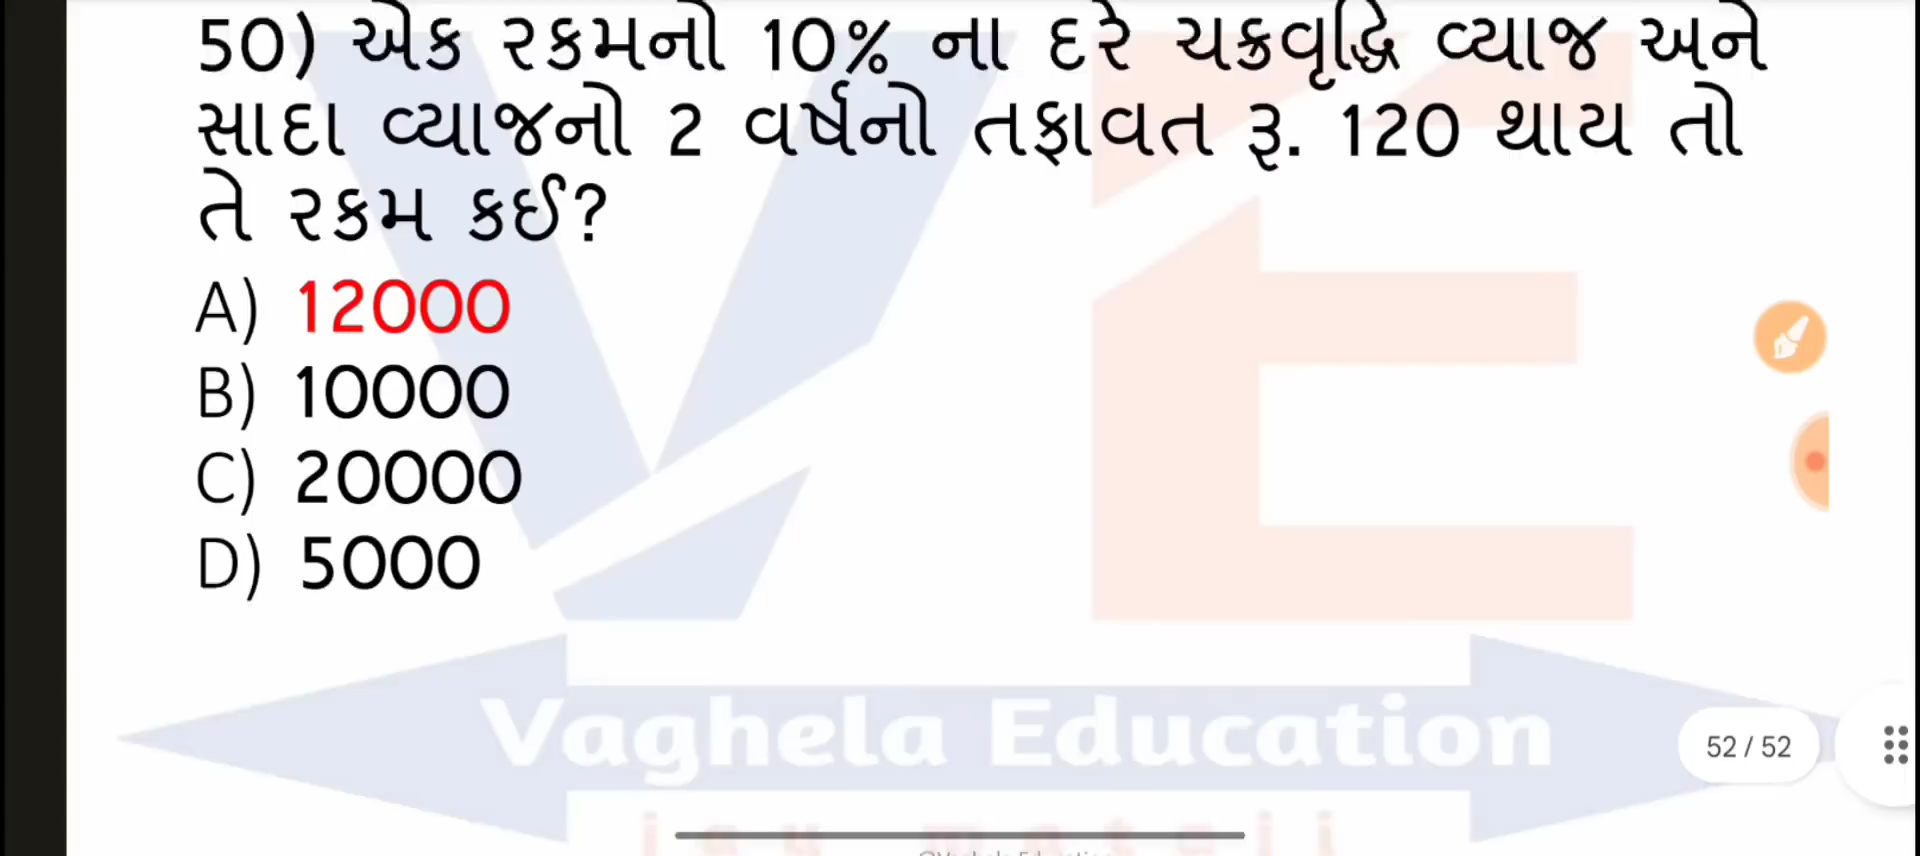 50) એક રકમનો 10% ના દરે ચક્રવૃદ્ધિ વ્યાજ અને
સાદા વ્યાજનો 2 વર્ષનો તફાવત રૂ. 120 થાય તો
તે રકમ કઈ?
A) 12000
B) 10000
C) 20000
D) 5000
Vaghela Education
52 / 52